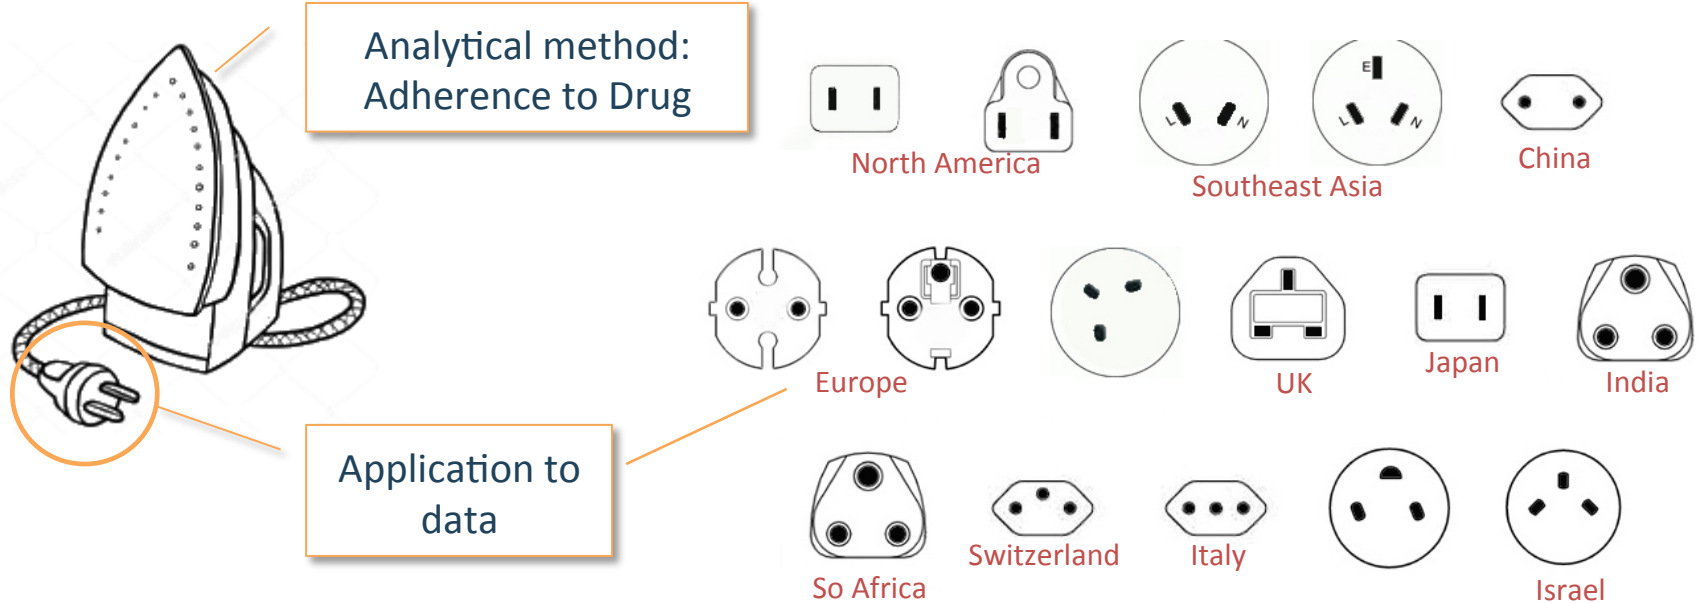 Analytical method:
Adherence to Drug
North America
E
L N
L N
Southeast Asia
China
Europe
UK
Japan
India
Application to
data
So Africa
Switzerland
Italy
Israel